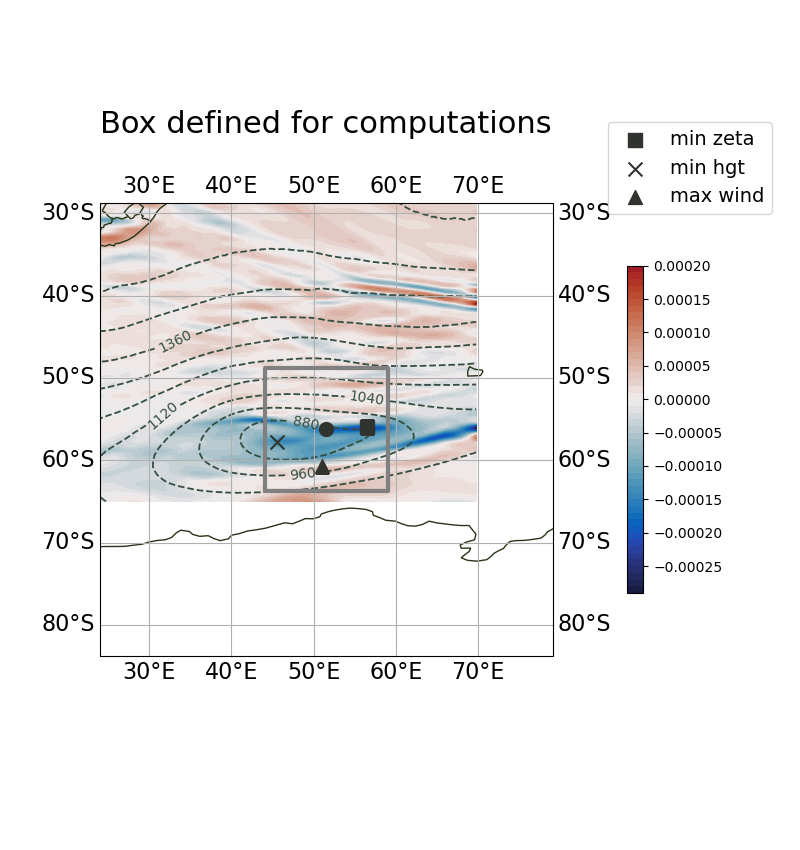 Box defined for computations
min zeta
min hgt
max wind
30°E 40°E 50°E 60°E 70°E
30°S 30°S
40°S 40°S
50°S 50°S
60°S 60°S
70°S 70°S
80°S 80°S
30°E 40°E 50°E 60°E 70°E
1360
1120
1040
880
960
0.00020
0.00015
0.00010
0.00005
0.00000
−0.00005
−0.00010
−0.00015
−0.00020
−0.00025